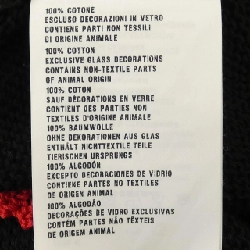 100% COTONE
ESCLUSO DECORAZIONI IN VETRO
CONTIENE PARTI NON TESSILI
DI ORIGINE ANIMALE
100% COTTON
EXCLUSIVE GLASS DECORATIONS
CONTAINS NON-TEXTILE PARTS
OF ANIMAL ORIGIN
100% COTON
SAUF DÉCORATIONS EN VERRE
CONTIENT DES PARTIES NON
TEXTILES D'ORIGINE ANIMALE
100% BAUMWOLLE
OHNE DEKORATIONEN AUS GLAS
ENTHÄLT NICHTTEXTILE TEILE
TIERISCHEN URSPRUNGS
100% ALGODÓN
EXCEPTO DECORACIONES DE VIDRIO
CONTIENE PARTES NO TEXTILES
DE ORIGEN ANIMAL
100% ALGODÃO
DECORAÇÕES DE VIDRO EXCLUSIVAS
CONTÉM PARTES NÃO TÊXTEIS
DE ORIGEM ANIMAL